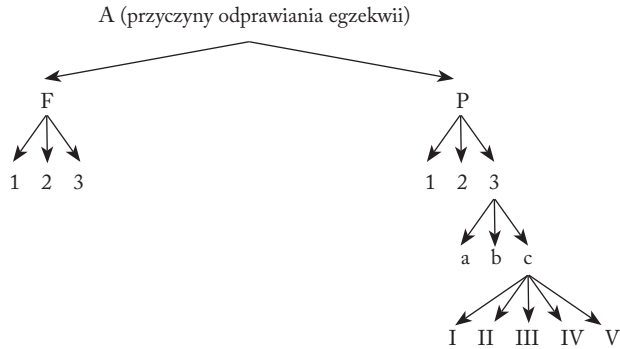 A (przyczyny odprawiania egzekwii)
F P
1 2 3 1 2 3
a b c
I II III IV V